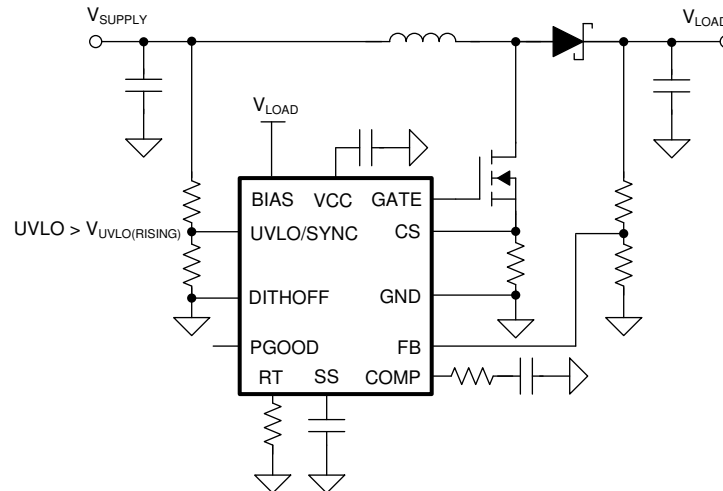 VSUPPLY
VLOAD
VLOAD
BIAS VCC GATE
UVLO > VUVLO(RISING)
UVLO/SYNC CS
DITHOFF GND
PGOOD FB
RT SS COMP